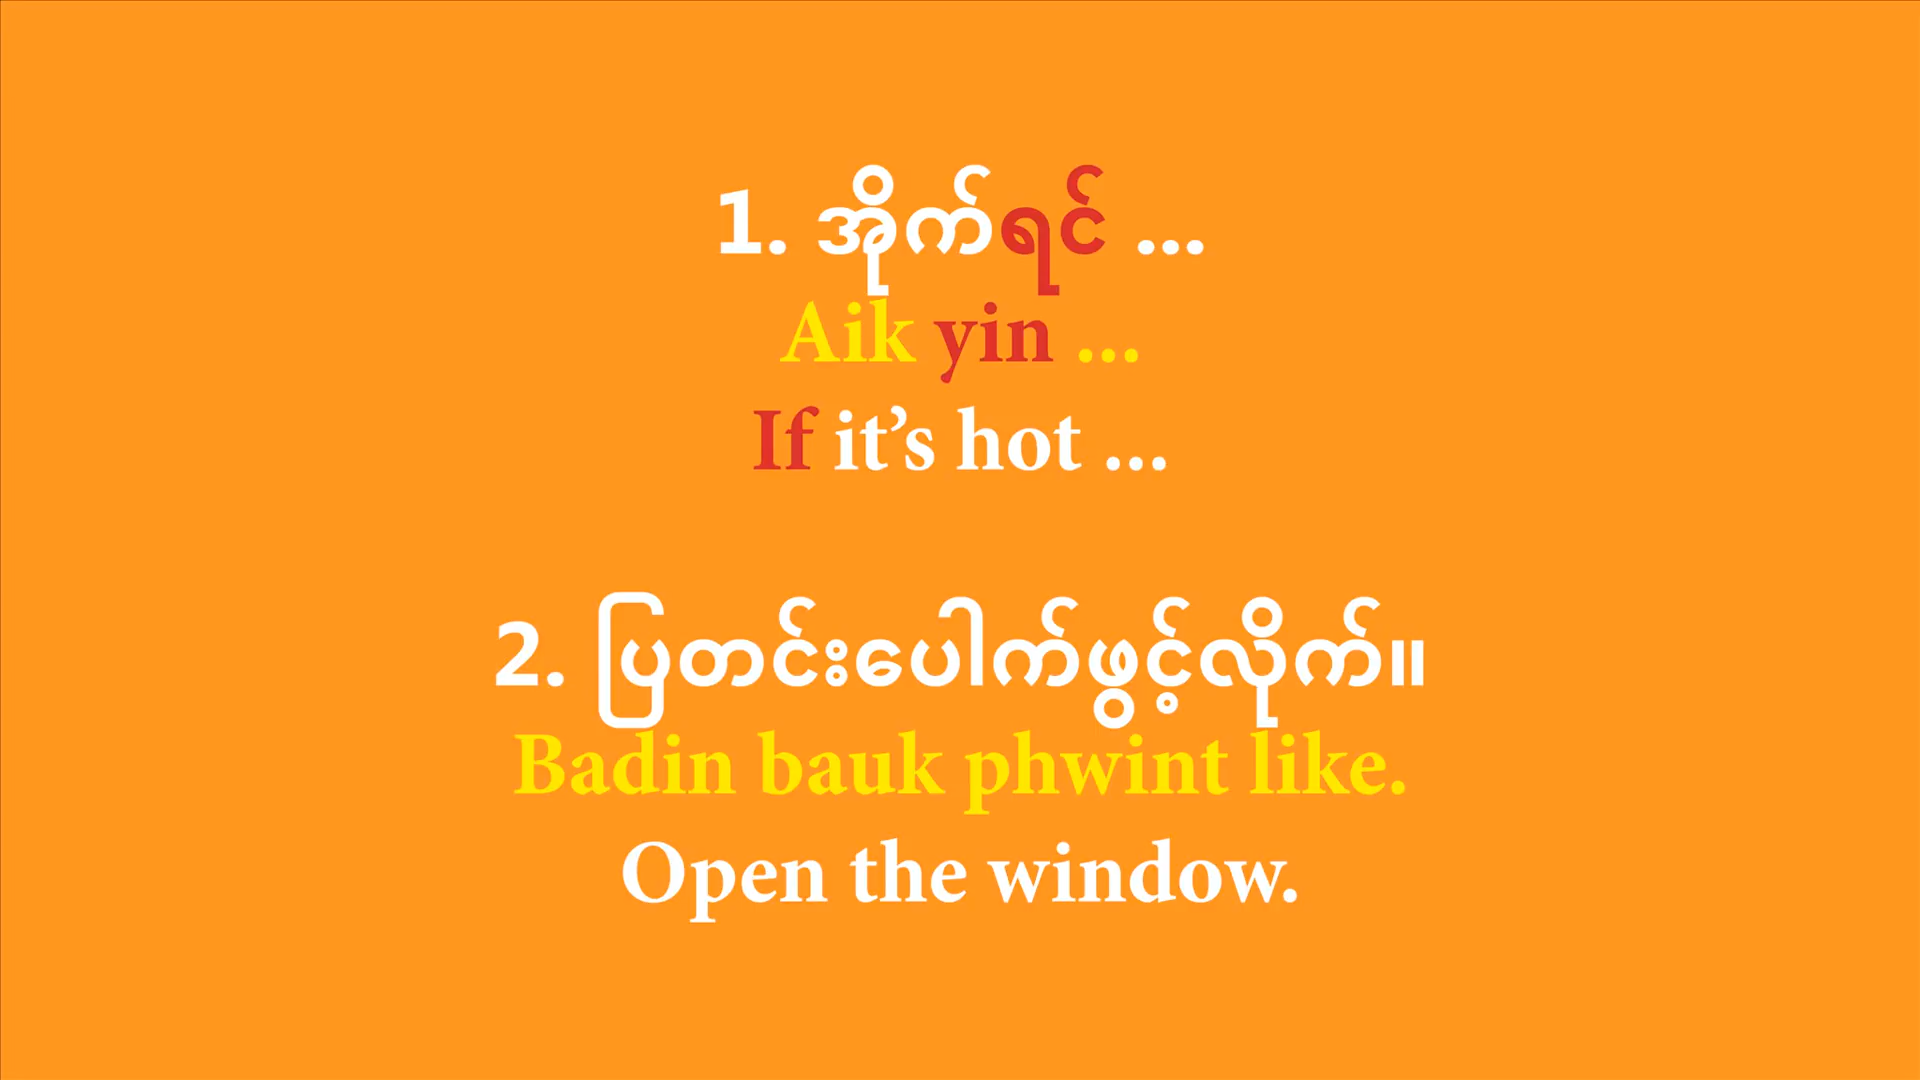 1. အိုက်ရင် ...
Aik yin ...
If it’s hot ...
2. ပြတင်းပေါက်ဖွင့်လိုက်။
Badin bauk phwint like.
Open the window.